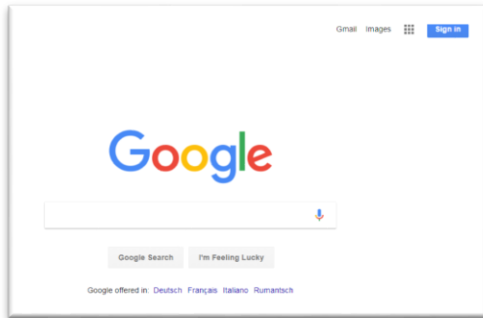 Gmail Images Sign in
Google
Google Search I'm Feeling Lucky
Google offered in: Deutsch Français Italiano Rumantsch